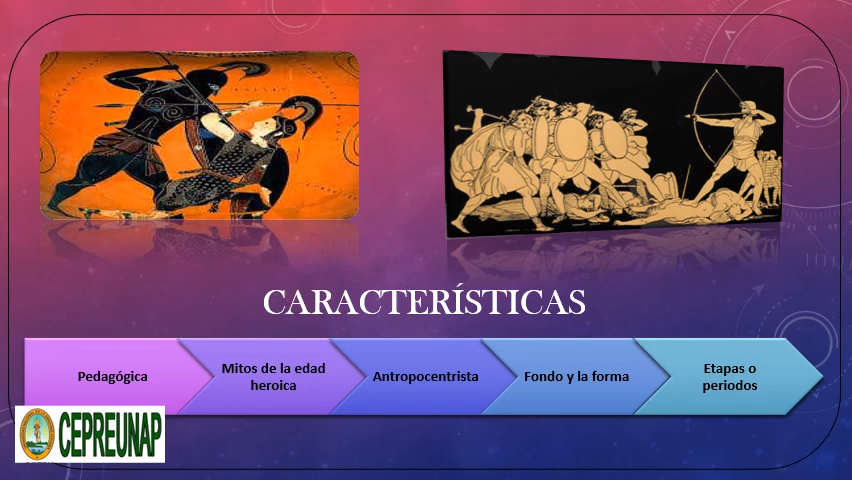 CARACTERÍSTICAS
Pedagógica
Mitos de la edad
heroica
Antropocentrista
Fondo y la forma
Etapas o
periodos
CEPREUNAP